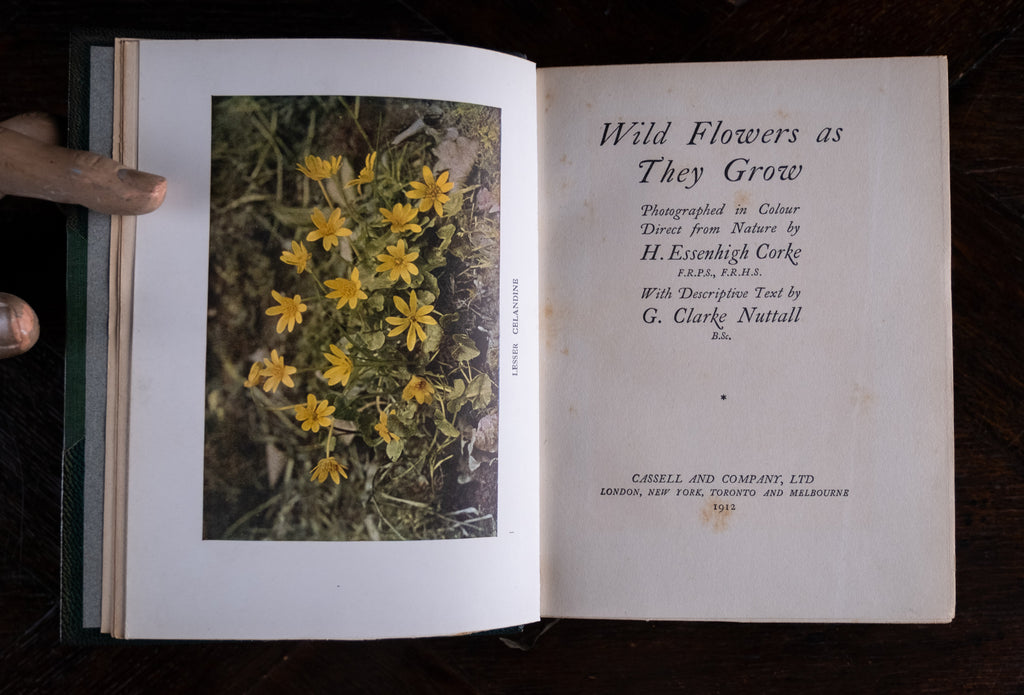 LESSER CELANDINE
Wild Flowers as
They Grow
Photographed in Colour
Direct from Nature by
H. Essenhigh Corke
F.R.P.S., F.R.H.S.
With Descriptive Text by
G. Clarke Nuttall
B.Sc.
*
CASSELL AND COMPANY, LTD
LONDON, NEW YORK, TORONTO AND MELBOURNE
1912